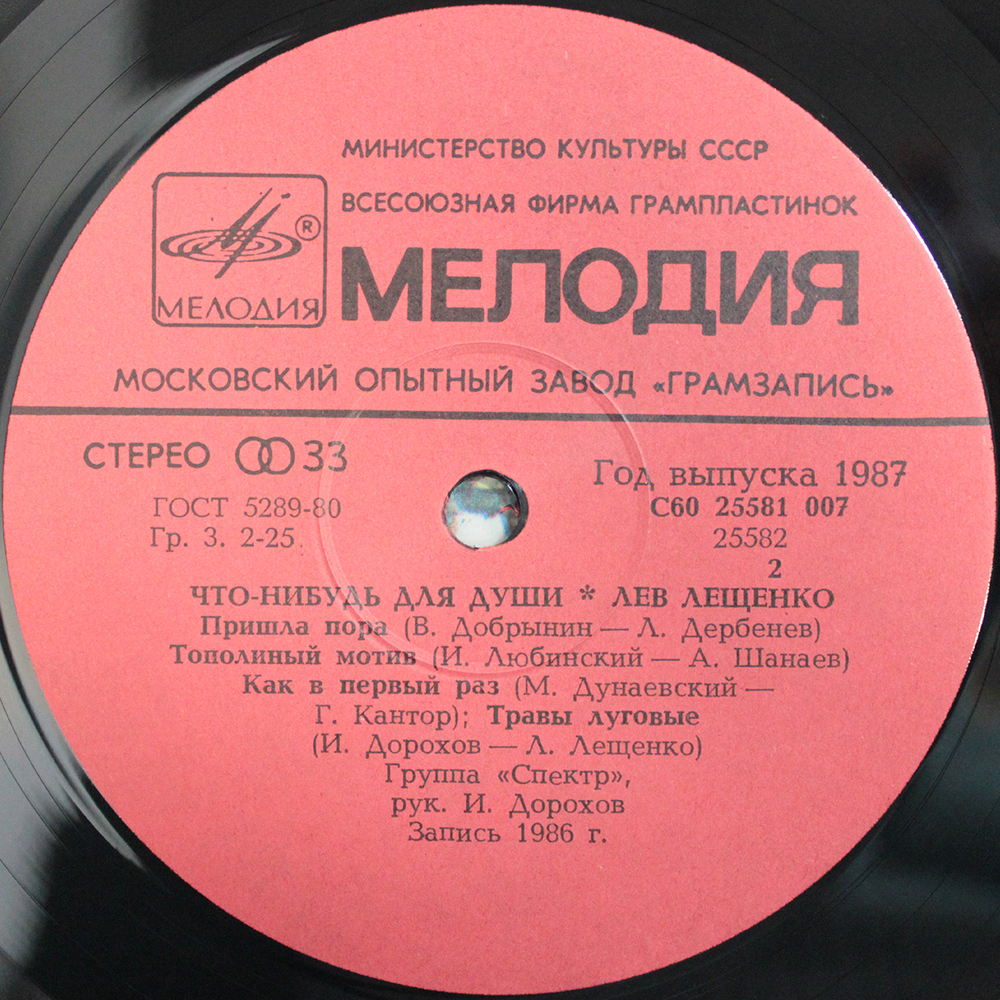 МИНИСТЕРСТВО КУЛЬТУРЫ СССР
ВСЕСОЮЗНАЯ ФИРМА ГРАМПЛАСТИНОК
®
МЕЛОДИЯ
МЕЛОДИЯ
МОСКОВСКИЙ ОПЫТНЫЙ ЗАВОД «ГРАМЗАПИСЬ»
СТЕРЕО 33
Год выпуска 1987
ГОСТ 5289-80
С60 25581 007
Гр. 3. 2-25
25582
2
ЧТО-НИБУДЬ ДЛЯ ДУШИ * ЛЕВ ЛЕЩЕНКО
Пришла пора (В. Добрынин — Л. Дербенев)
Тополиный мотив (И. Любинский — А. Шанаев)
Как в первый раз (М. Дунаевский —
Г. Кантор); Травы луговые
(И. Дорохов — Л. Лещенко)
Группа «Спектр»,
рук. И. Дорохов
Запись 1986 г.